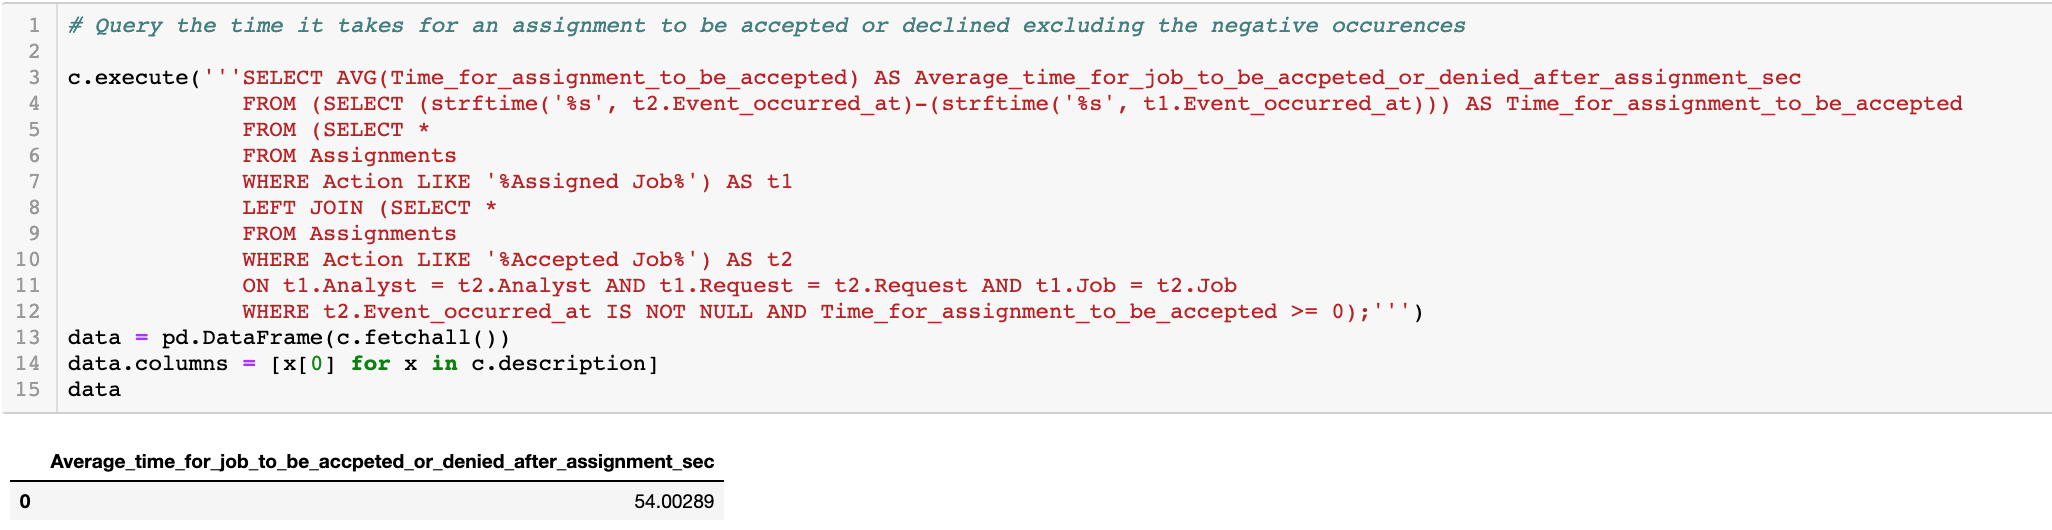 1 # Query the time it takes for an assignment to be accepted or declined excluding the negative occurences
2
3 c.execute('''SELECT AVG(Time_for_assignment_to_be_accepted) AS Average_time_for_job_to_be_accpeted_or_denied_after_assignment_sec
4 FROM (SELECT (strftime('%s', t2.Event_occurred_at)-(strftime('%s', t1.Event_occurred_at))) AS Time_for_assignment_to_be_accepted
5 FROM (SELECT *
6 FROM Assignments
7 WHERE Action LIKE '%Assigned Job%') AS t1
8 LEFT JOIN (SELECT *
9 FROM Assignments
10 WHERE Action LIKE '%Accepted Job%') AS t2
11 ON t1.Analyst = t2.Analyst AND t1.Request = t2.Request AND t1.Job = t2.Job
12 WHERE t2.Event_occurred_at IS NOT NULL AND Time_for_assignment_to_be_accepted >= 0);''')
13 data = pd.DataFrame(c.fetchall())
14 data.columns = [x[0] for x in c.description]
15 data
Average_time_for_job_to_be_accpeted_or_denied_after_assignment_sec
0 54.00289